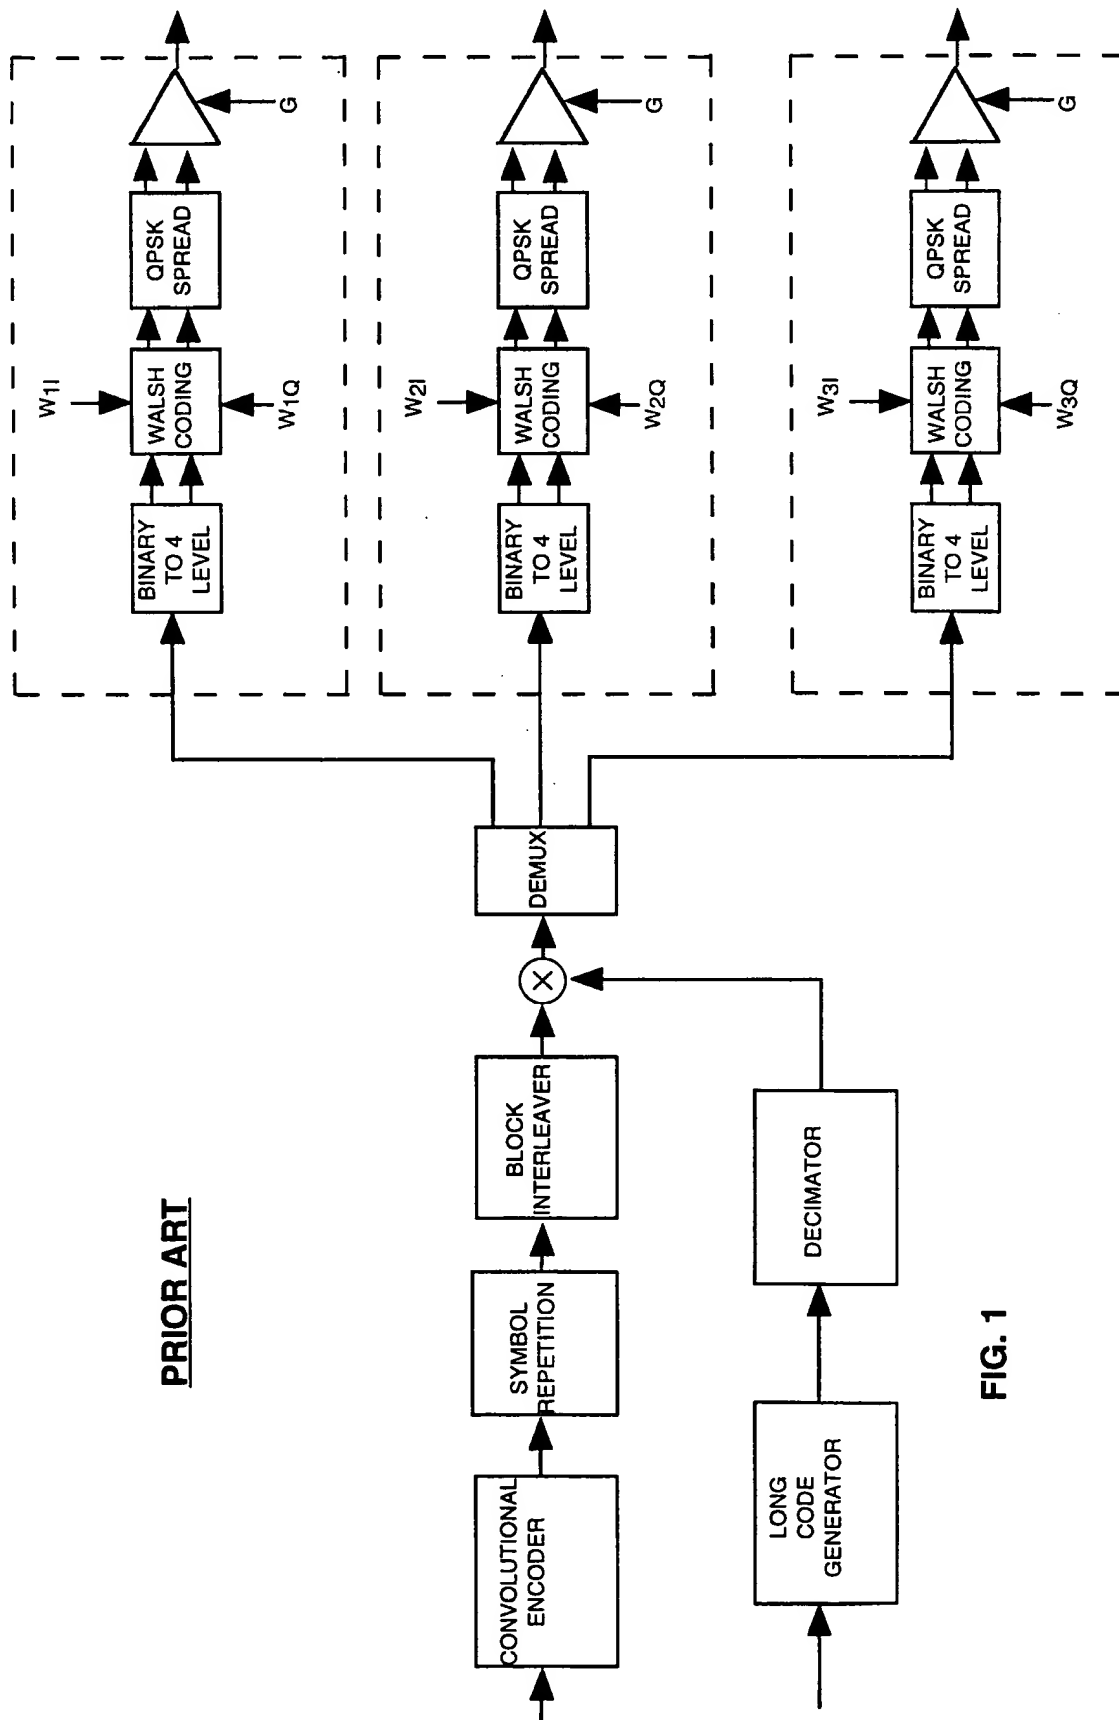 PRIOR ART
CONVOLUTIONAL
ENCODER
SYMBOL
REPETITION
BLOCK
INTERLEAVER
X
DEMUX
LONG
CODE
GENERATOR
DECIMATOR
BINARY
TO 4
LEVEL
W1I
WALSH
CODING
W1Q
QPSK
SPREAD
G
BINARY
TO 4
LEVEL
W2I
WALSH
CODING
W2Q
QPSK
SPREAD
G
BINARY
TO 4
LEVEL
W3I
WALSH
CODING
W3Q
QPSK
SPREAD
G
FIG. 1